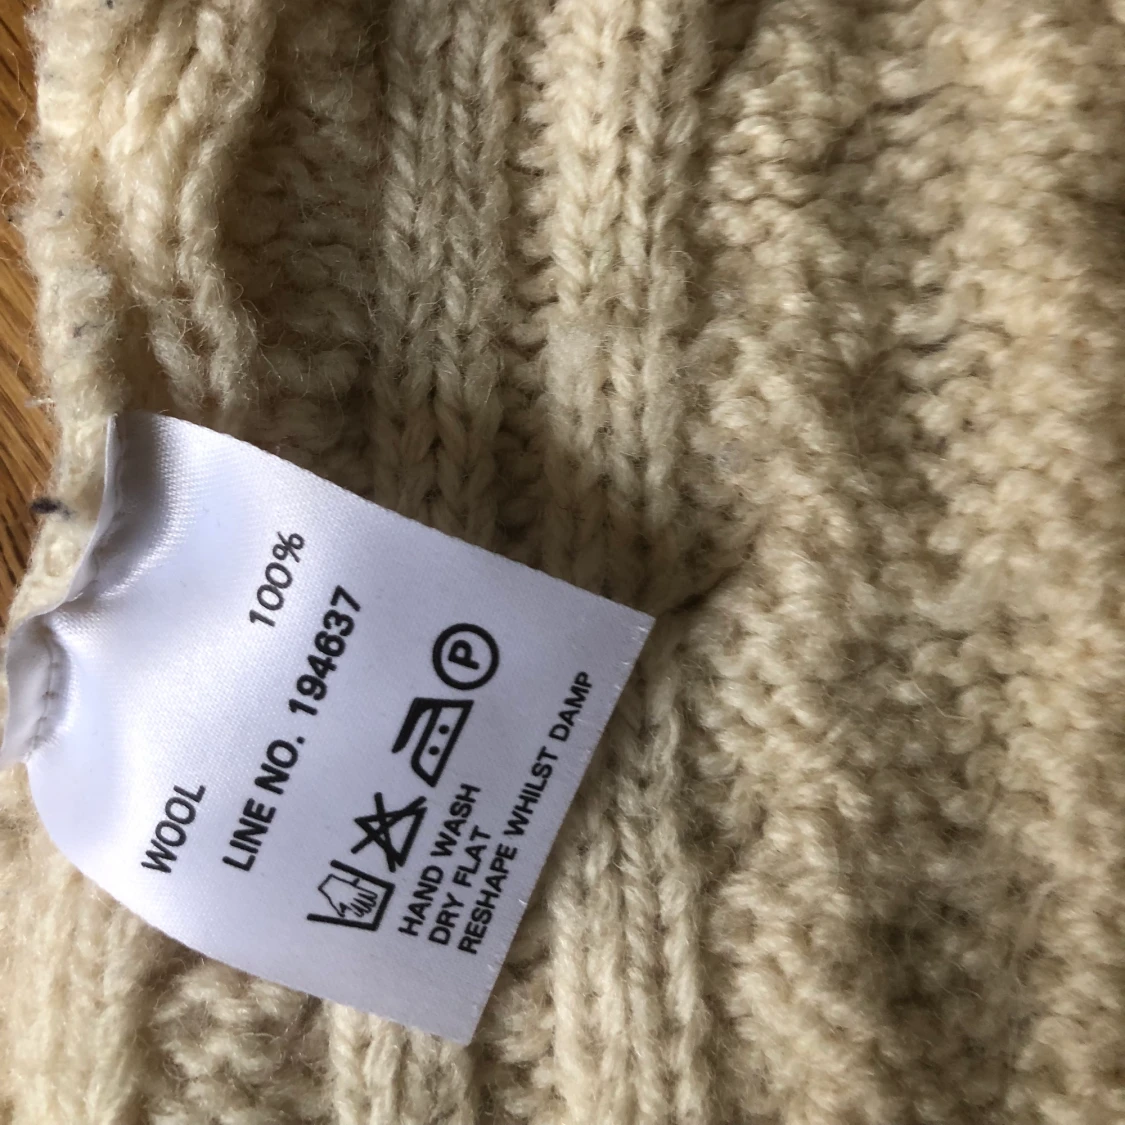 WOOL 100%
LINE NO. 194637
P
HAND WASH
DRY FLAT
RESHAPE WHILST DAMP